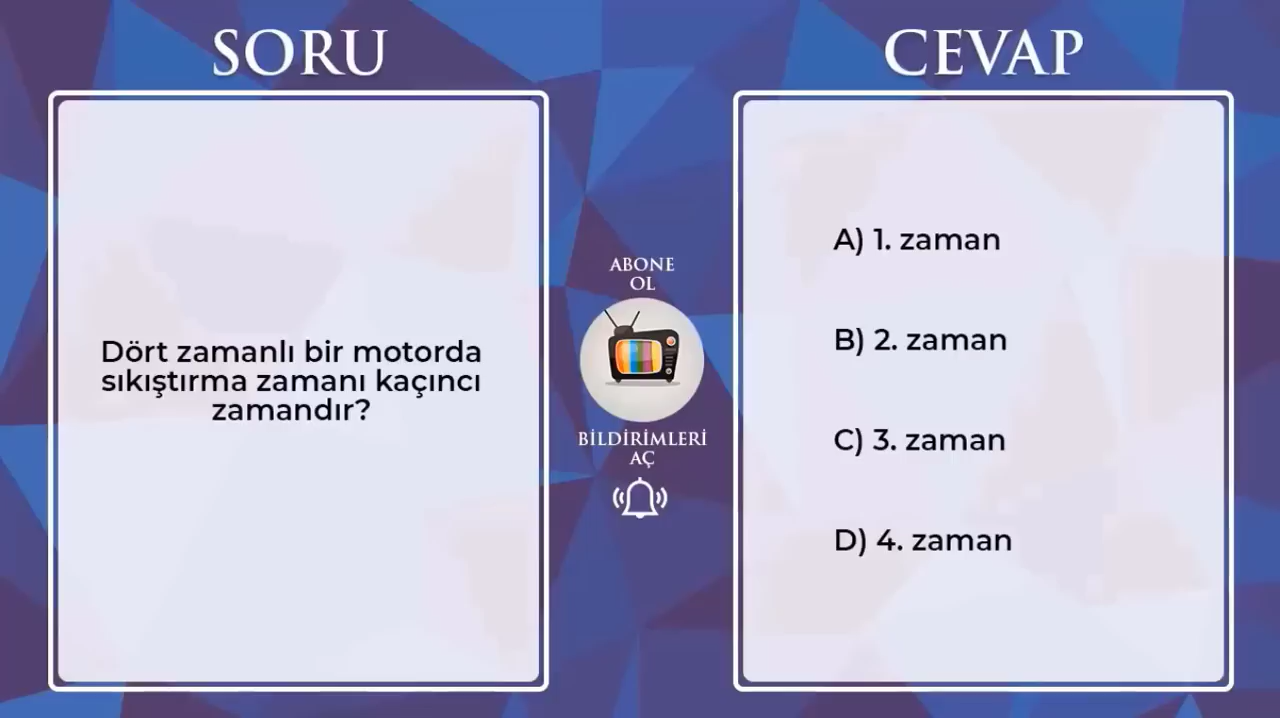 SORU
Dört zamanlı bir motorda
sıkıştırma zamanı kaçıncı
zamandır?
ABONE
OL
BİLDİRİMLERİ
AÇ
CEVAP
A) 1. zaman
B) 2. zaman
C) 3. zaman
D) 4. zaman